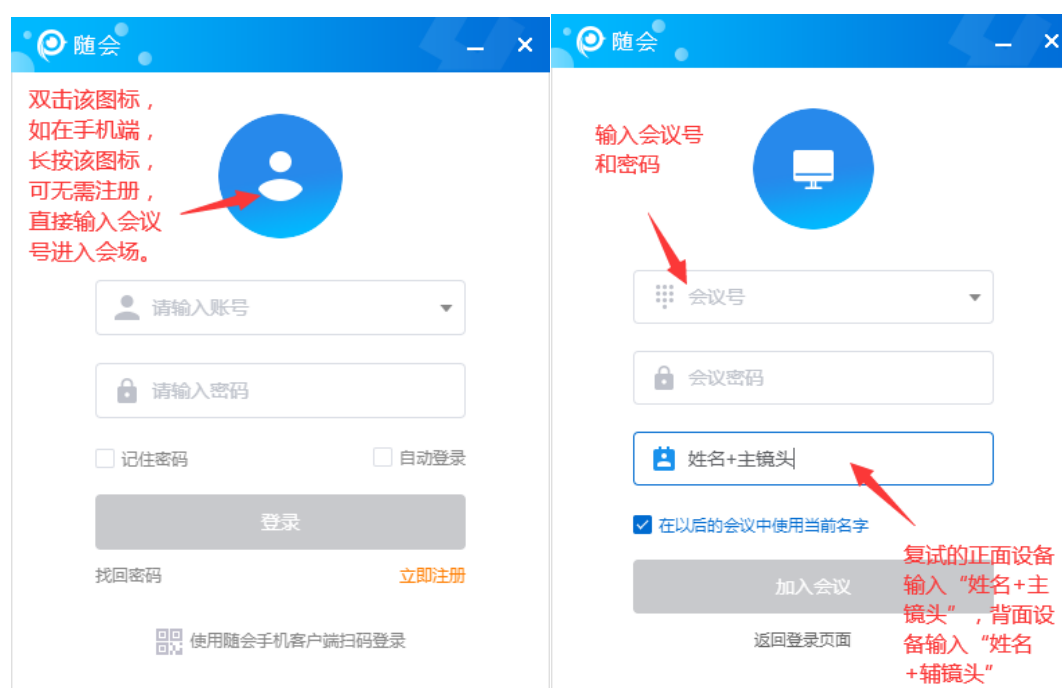 随会
双击该图标，
如在手机端，
长按该图标，
可无需注册，
直接输入会议
号进入会场。
请输入账号
请输入密码
记住密码
自动登录
登录
找回密码
立即注册
使用随会手机客户端扫码登录
随会
输入会议号
和密码
会议号
会议密码
姓名+主镜头
在以后的会议中使用当前名字
加入会议
返回登录页面
复试的正面设备
输入“姓名+主
镜头”，背面设
备输入“姓名
+辅镜头”